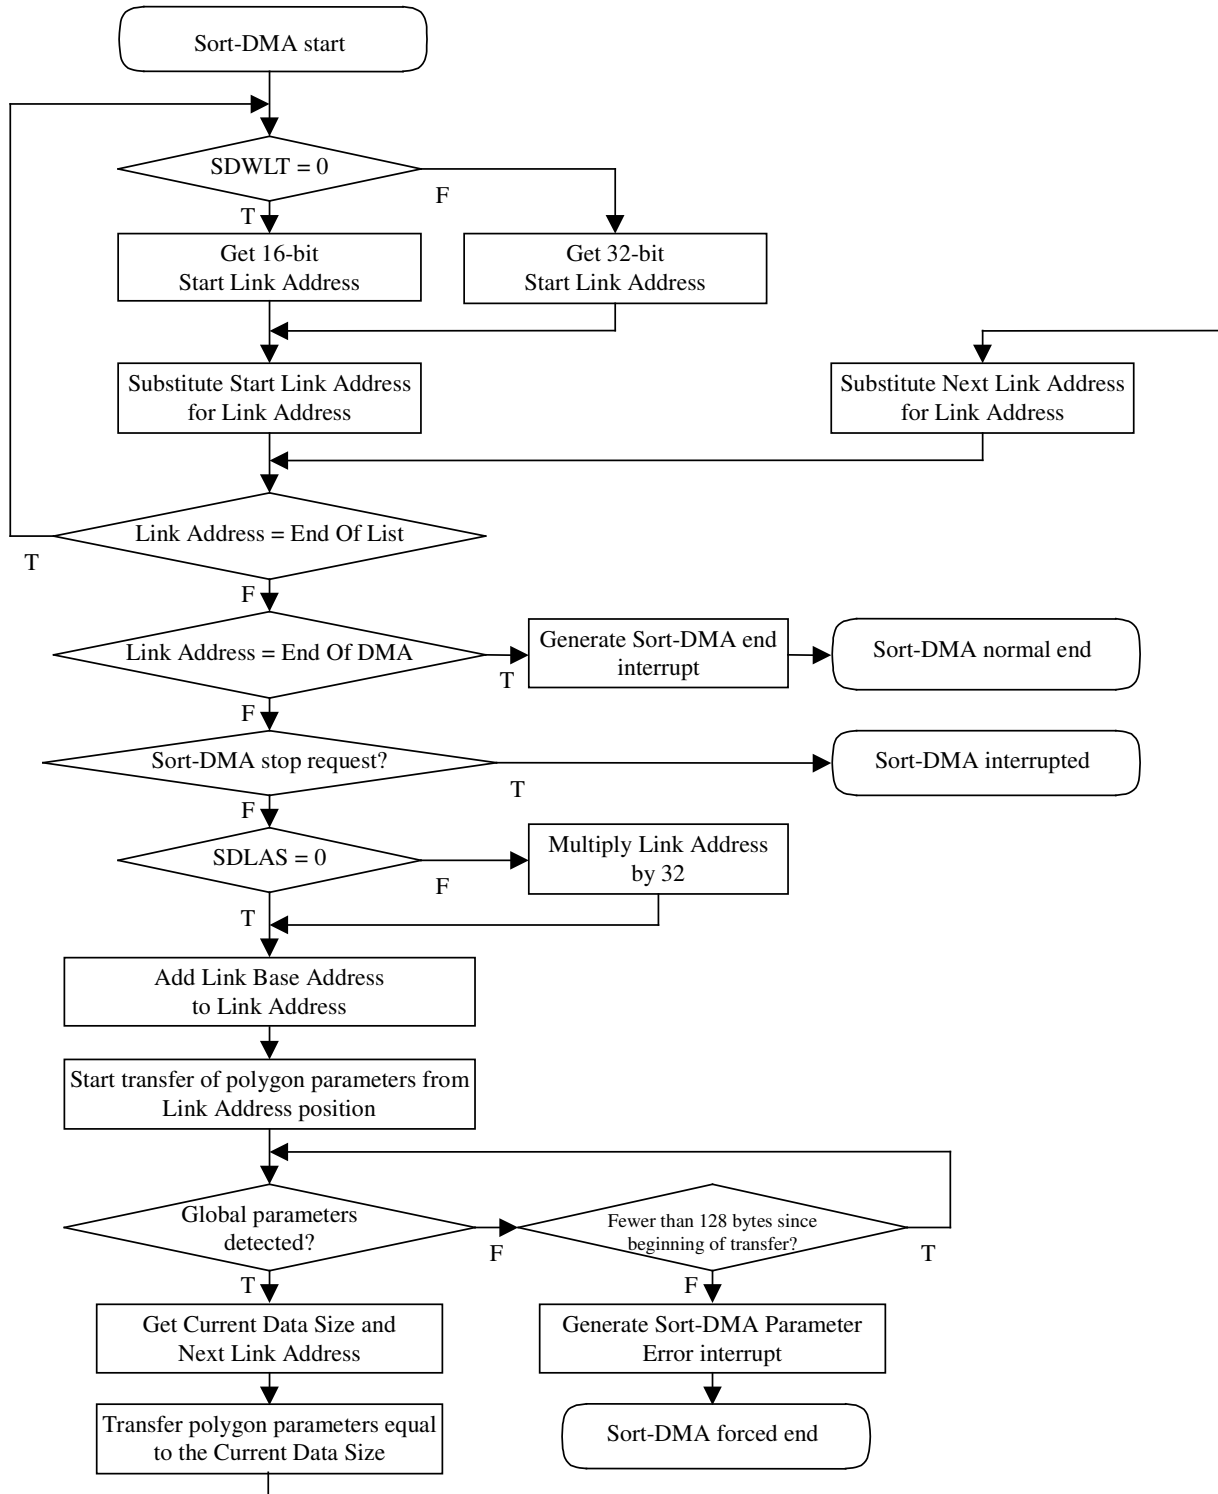 Sort-DMA start
SDWLT = 0
F
T
Get 16-bit
Start Link Address
Get 32-bit
Start Link Address
Substitute Start Link Address
for Link Address
Substitute Next Link Address
for Link Address
Link Address = End Of List
T
F
Link Address = End Of DMA
T
Generate Sort-DMA end
interrupt
Sort-DMA normal end
F
Sort-DMA stop request?
T
Sort-DMA interrupted
F
SDLAS = 0
F
Multiply Link Address
by 32
T
Add Link Base Address
to Link Address
Start transfer of polygon parameters from
Link Address position
Global parameters
detected?
F
Fewer than 128 bytes since
beginning of transfer?
T
T
F
Get Current Data Size and
Next Link Address
Generate Sort-DMA Parameter
Error interrupt
Transfer polygon parameters equal
to the Current Data Size
Sort-DMA forced end